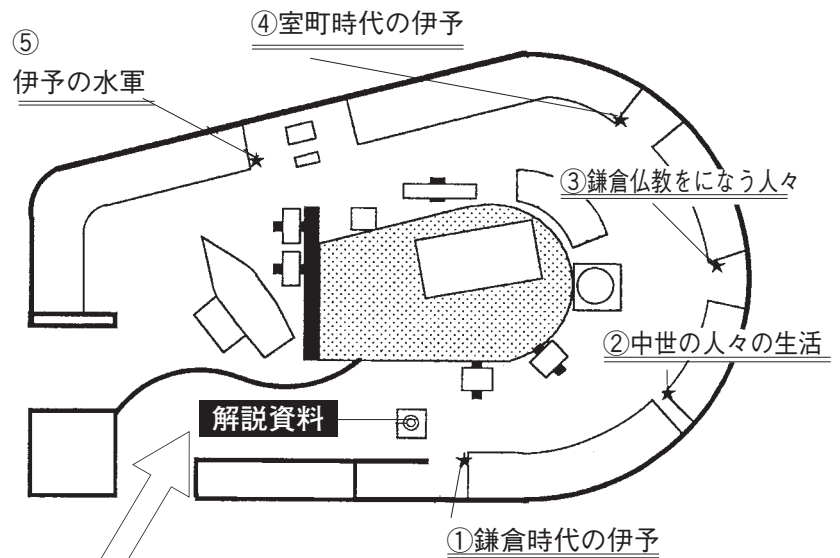 ④室町時代の伊予
⑤
伊予の水軍
③鎌倉仏教をになう人々
②中世の人々の生活
解説資料
①鎌倉時代の伊予